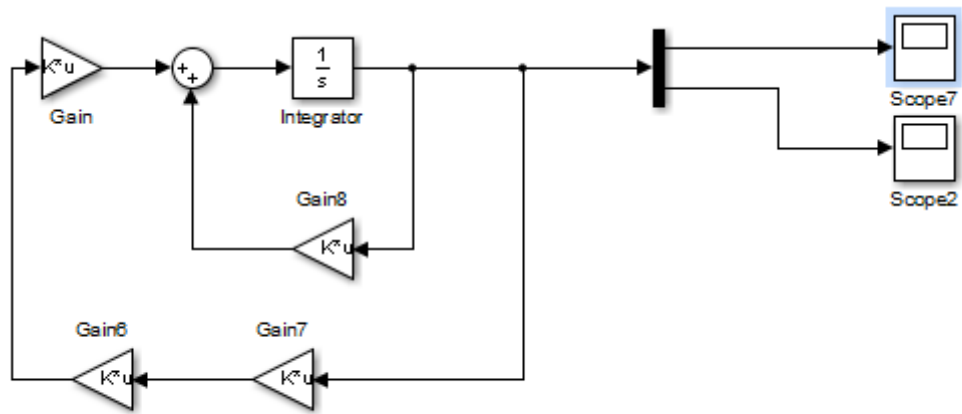 K*u
Gain
++
1
s
Integrator
Scope7
Scope2
Gain8
K*u
Gain6
K*u
Gain7
K*u